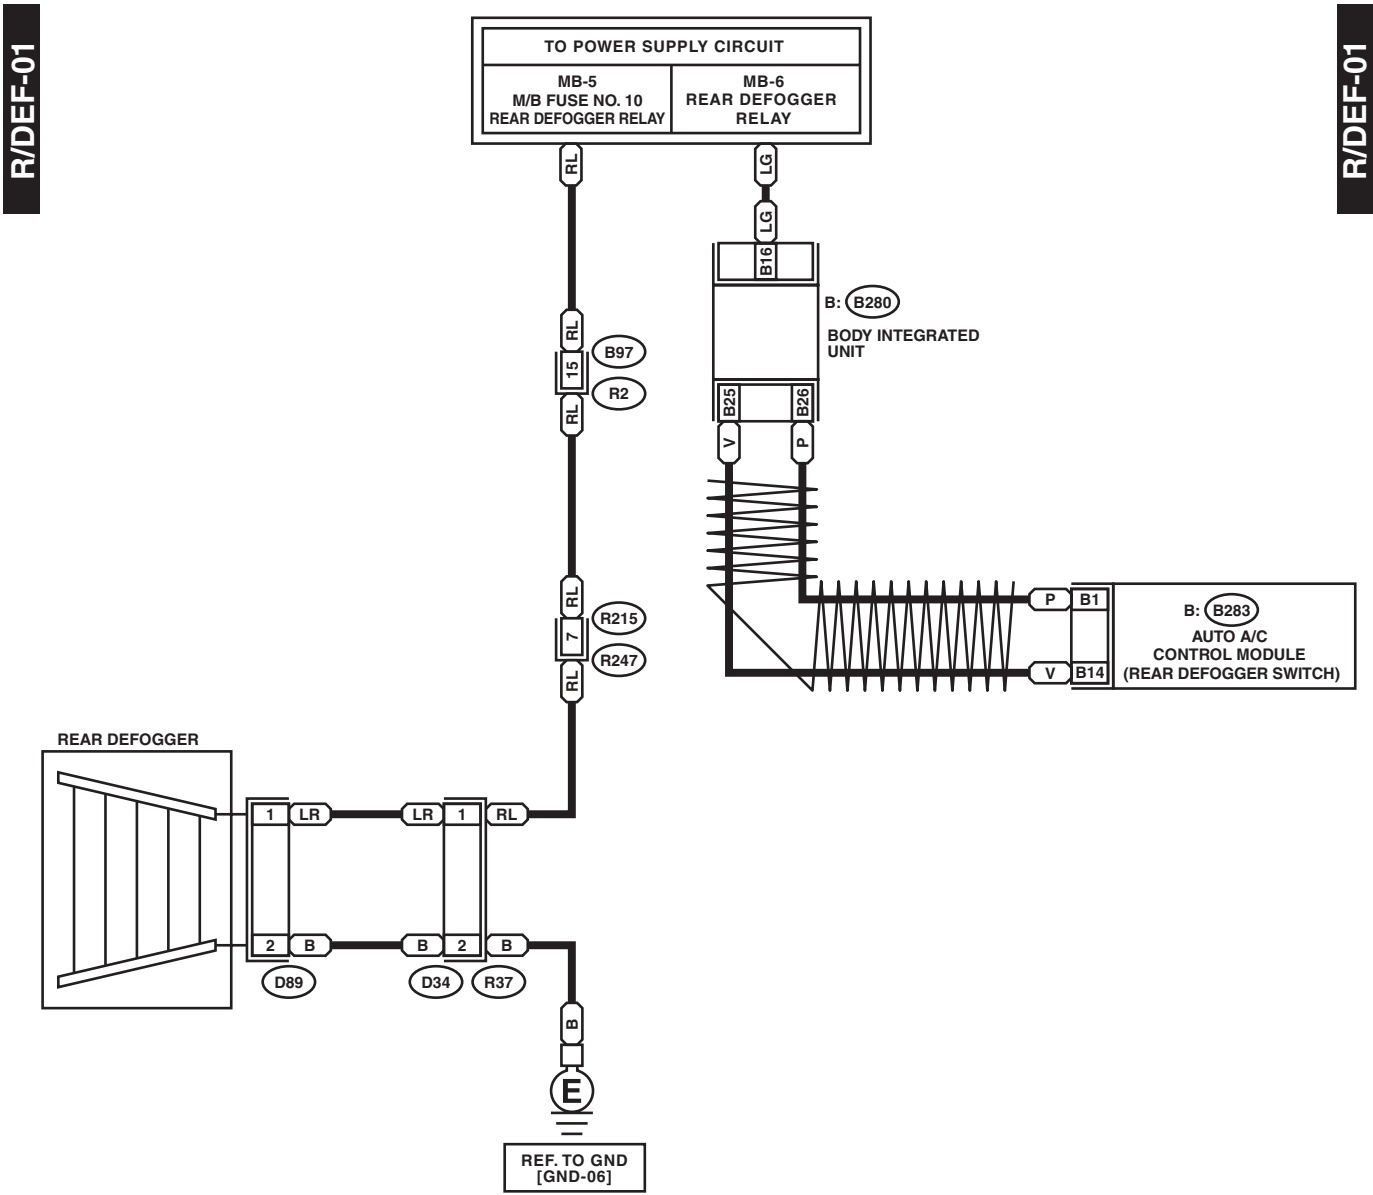 R/DEF-01
R/DEF-01
TO POWER SUPPLY CIRCUIT
MB-5
M/B FUSE NO. 10
REAR DEFOGGER RELAY
MB-6
REAR DEFOGGER
RELAY
RL
LG
LG
B16
B: B280
BODY INTEGRATED
UNIT
RL
15
B97
R2
RL
B25
B26
V
P
RL
7
R215
R247
RL
P
B1
V
B14
B: B283
AUTO A/C
CONTROL MODULE
(REAR DEFOGGER SWITCH)
REAR DEFOGGER
1
LR
LR
1
RL
2
B
B
2
B
D89
D34
R37
B
E
REF. TO GND
[GND-06]